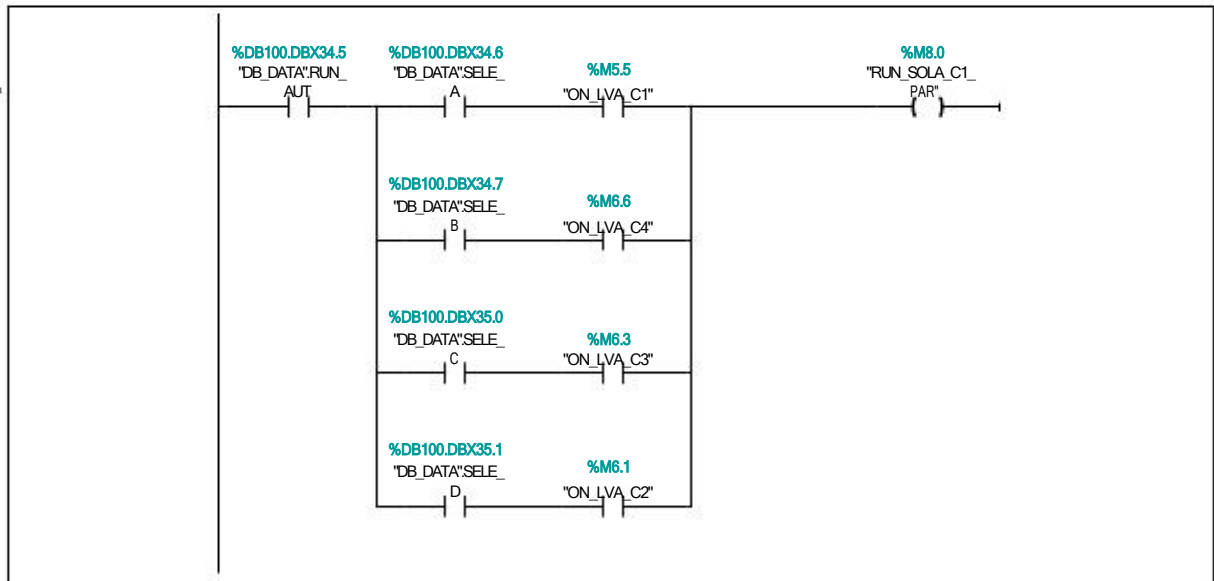 %DB100.DBX34.5
"DB_DATA".RUN_
AUT
%DB100.DBX34.6
"DB_DATA".SELE_
A
%M5.5
"ON_LVA_C1"
%M8.0
"RUN_SOLA_C1_
PAR"
%DB100.DBX34.7
"DB_DATA".SELE_
B
%M6.6
"ON_LVA_C4"
%DB100.DBX35.0
"DB_DATA".SELE_
C
%M6.3
"ON_LVA_C3"
%DB100.DBX35.1
"DB_DATA".SELE_
D
%M6.1
"ON_LVA_C2"